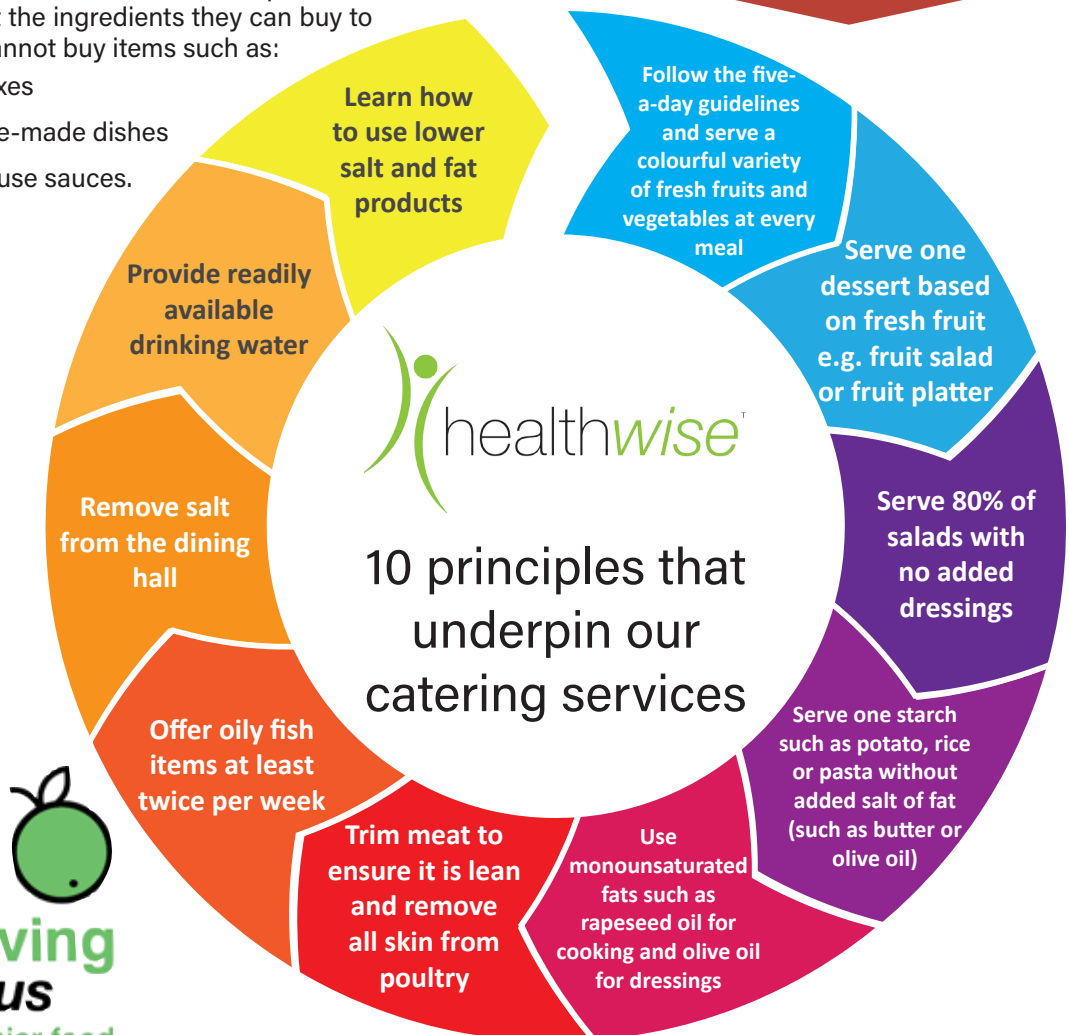 the ingredients they can buy to
annot buy items such as:
xes
e-made dishes
use sauces.
Follow the five-
a-day guidelines
and serve a
colourful variety
of fresh fruits and
vegetables at every
meal
Serve one
dessert based
on fresh fruit
e.g. fruit salad
or fruit platter
Serve 80% of
salads with
no added
dressings
Serve one starch
such as potato, rice
or pasta without
added salt of fat
(such as butter or
olive oil)
Use
monounsaturated
fats such as
rapeseed oil for
cooking and olive oil
for dressings
Trim meat to
ensure it is lean
and remove
all skin from
poultry
Offer oily fish
items at least
twice per week
Remove salt
from the dining
hall
Provide readily
available
drinking water
Learn how
to use lower
salt and fat
products
healthwise™
10 principles that
underpin our
catering services
ving
us